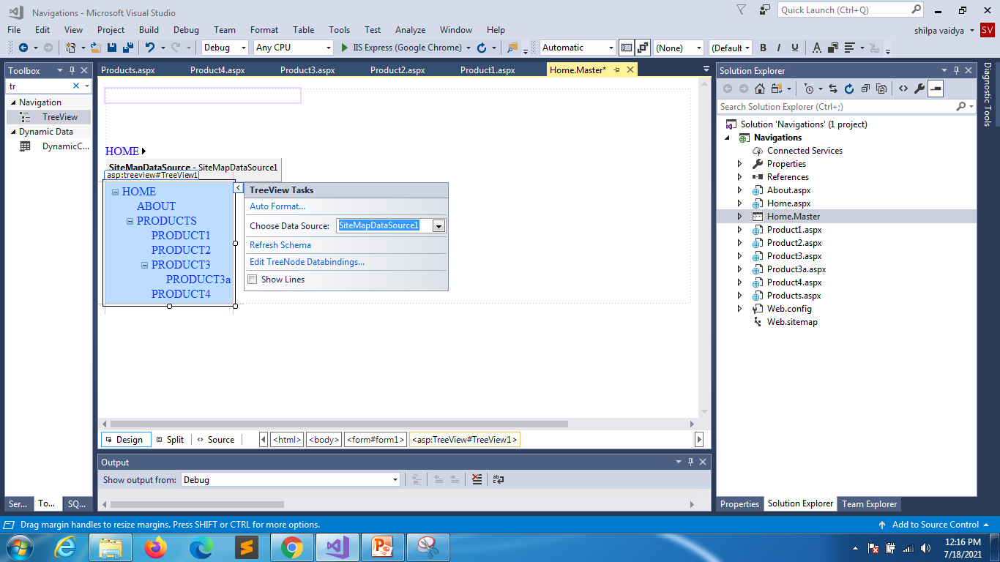 Navigations - Microsoft Visual Studio
Quick Launch (Ctrl+Q)
File Edit View Project Build Debug Team Format Table Tools Test Analyze Window Help
shilpa vaidya SV
Debug Any CPU IIS Express (Google Chrome) Automatic (None) (Default B I U A
Toolbox
tr
Navigation
TreeView
Dynamic Data
DynamicC...
Ser... To... SQ...
Products.aspx Product4.aspx Product3.aspx Product2.aspx Product1.aspx Home.Master*
HOME
SiteMapDataSource - SiteMapDataSource1
asp:treeview#TreeView1
HOME
ABOUT
PRODUCTS
PRODUCT1
PRODUCT2
PRODUCT3
PRODUCT3a
PRODUCT4
TreeView Tasks
Auto Format...
Choose Data Source: SiteMapDataSource1
Refresh Schema
Edit TreeNode Databindings...
Show Lines
Design Split Source <html> <body> <form#form1> <asp:TreeView#TreeView1>
Output
Show output from: Debug
Solution Explorer
Search Solution Explorer (Ctrl+;)
Solution 'Navigations' (1 project)
Navigations
Connected Services
Properties
References
About.aspx
Home.aspx
Home.Master
Product1.aspx
Product2.aspx
Product3.aspx
Product3a.aspx
Product4.aspx
Products.aspx
Web.config
Web.sitemap
Properties Solution Explorer Team Explorer
Diagnostic Tools
Drag margin handles to resize margins. Press SHIFT or CTRL for more options.
Add to Source Control
12:16 PM
7/18/2021